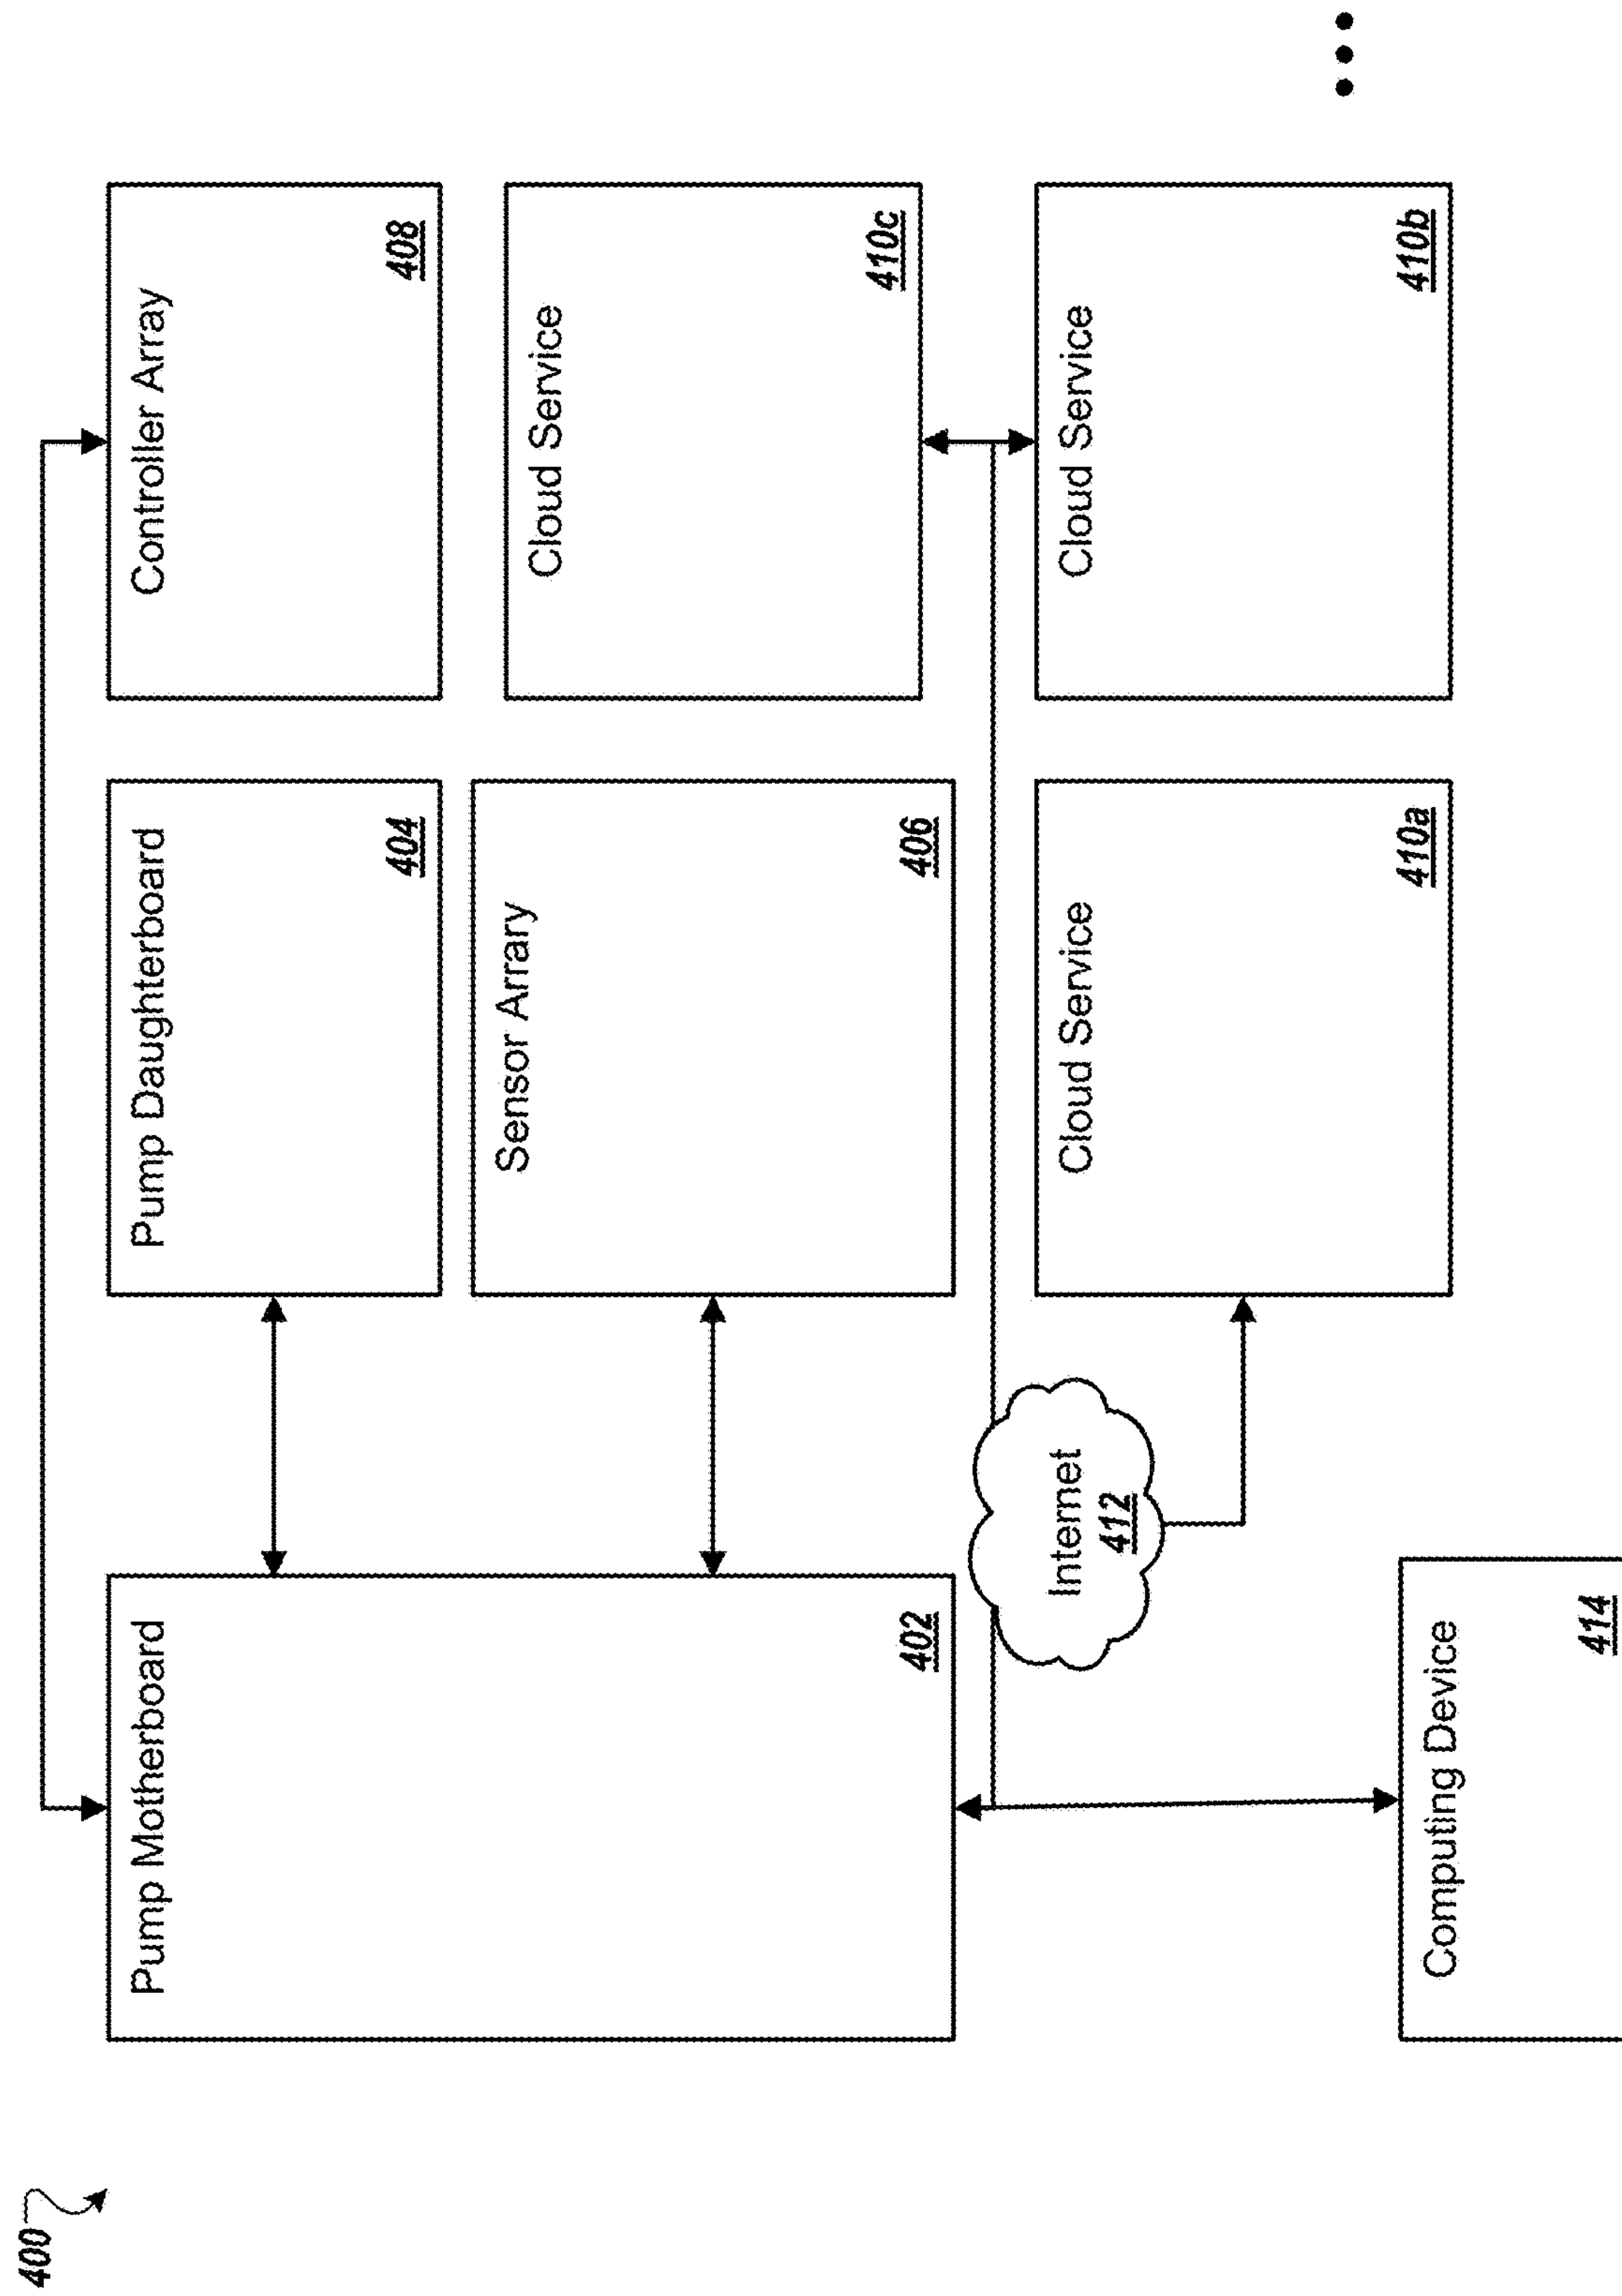 400
Pump Motherboard
402
Pump Daughterboard
404
Controller Array
408
Sensor Arrary
406
Cloud Service
410c
Internet
412
Cloud Service
410a
Cloud Service
410b
Computing Device
414